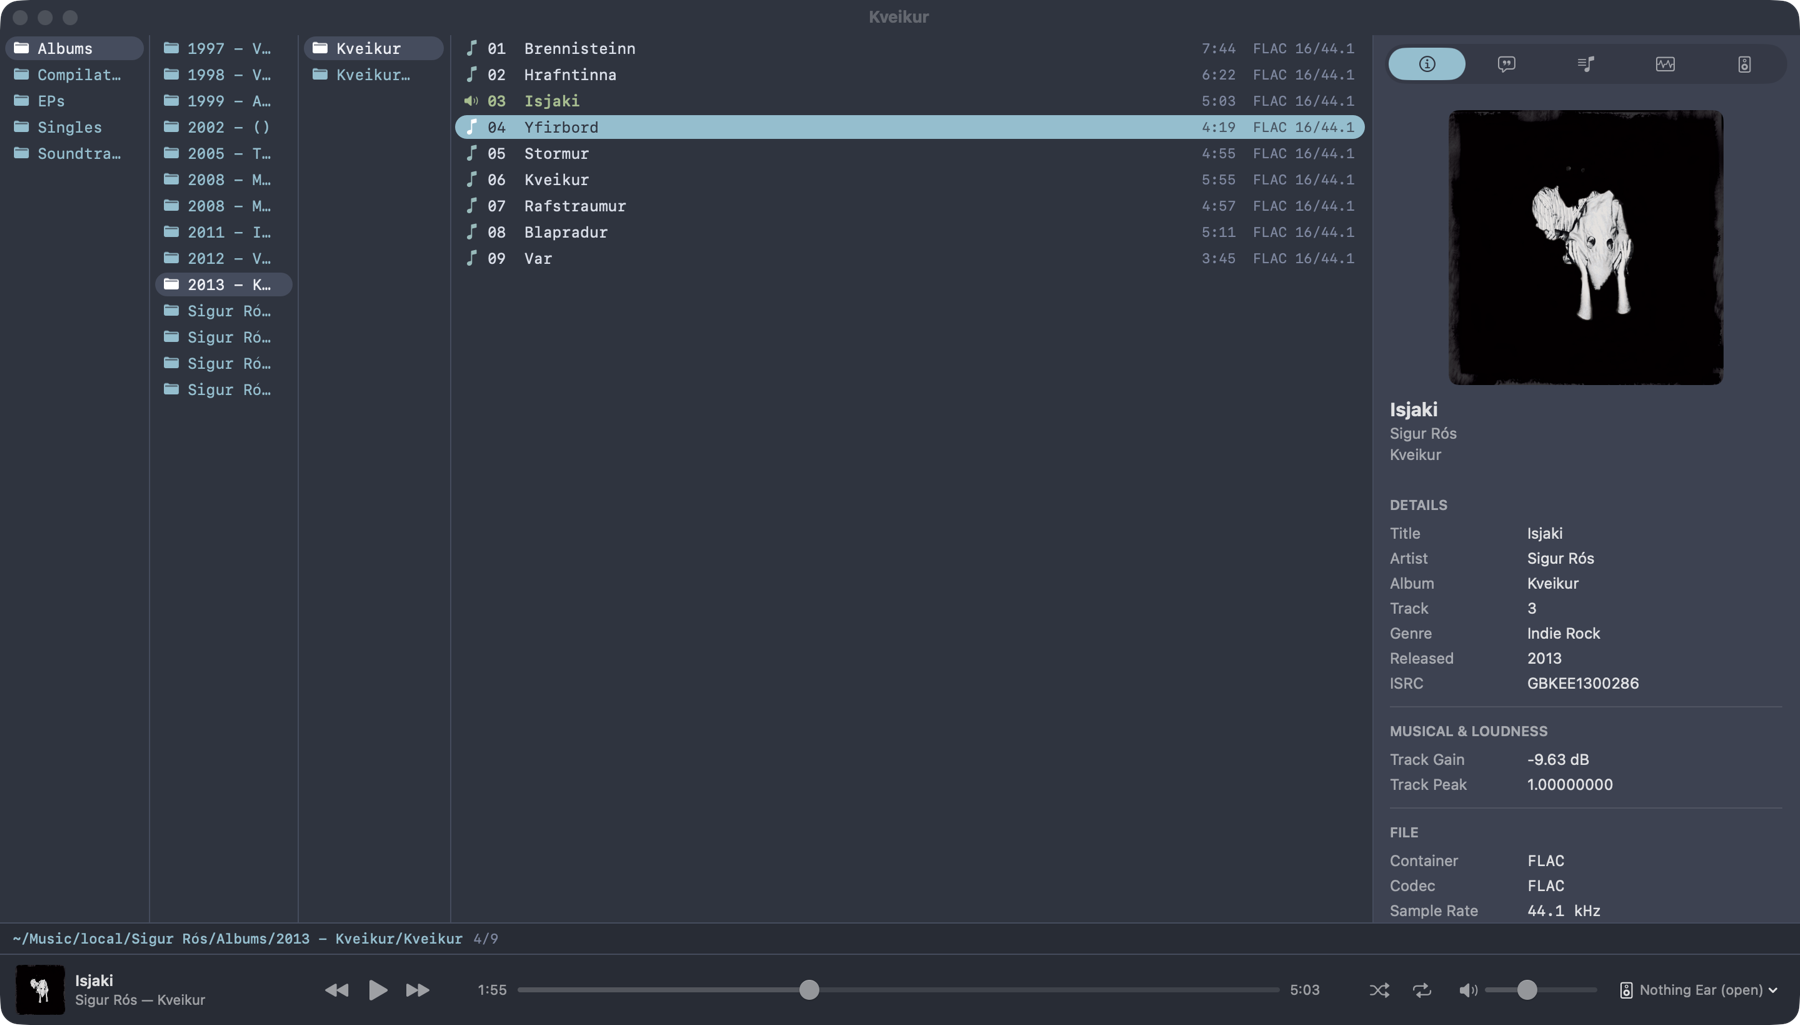 Kveikur
Albums
Compilat…
EPs
Singles
Soundtra…
1997 – V…
1998 – V…
1999 – A…
2002 – ()
2005 – T…
2008 – M…
2008 – M…
2011 – I…
2012 – V…
2013 – K…
Sigur Ró…
Sigur Ró…
Sigur Ró…
Sigur Ró…
Kveikur
Kveikur…
01 Brennisteinn 7:44 FLAC 16/44.1
02 Hrafntinna 6:22 FLAC 16/44.1
03 Isjaki 5:03 FLAC 16/44.1
04 Yfirbord 4:19 FLAC 16/44.1
05 Stormur 4:55 FLAC 16/44.1
06 Kveikur 5:55 FLAC 16/44.1
07 Rafstraumur 4:57 FLAC 16/44.1
08 Blapradur 5:11 FLAC 16/44.1
09 Var 3:45 FLAC 16/44.1
Isjaki
Sigur Rós
Kveikur
DETAILS
Title Isjaki
Artist Sigur Rós
Album Kveikur
Track 3
Genre Indie Rock
Released 2013
ISRC GBKEE1300286
MUSICAL & LOUDNESS
Track Gain -9.63 dB
Track Peak 1.00000000
FILE
Container FLAC
Codec FLAC
Sample Rate 44.1 kHz
~/Music/local/Sigur Rós/Albums/2013 – Kveikur/Kveikur 4/9
Isjaki
Sigur Rós — Kveikur
1:55
5:03
Nothing Ear (open)